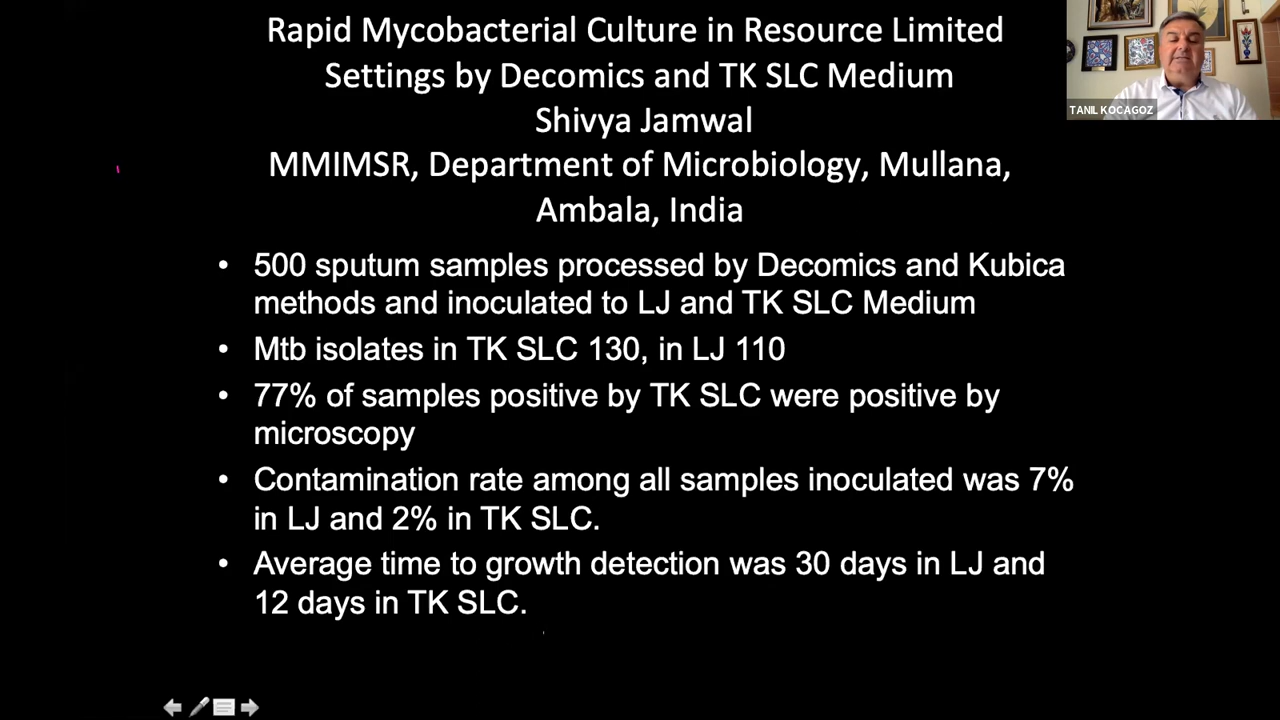 Rapid Mycobacterial Culture in Resource Limited
Settings by Decomics and TK SLC Medium
Shivya Jamwal
MMIMSR, Department of Microbiology, Mullana,
Ambala, India
TANIL KOCAGOZ
• 500 sputum samples processed by Decomics and Kubica
methods and inoculated to LJ and TK SLC Medium
• Mtb isolates in TK SLC 130, in LJ 110
• 77% of samples positive by TK SLC were positive by
microscopy
• Contamination rate among all samples inoculated was 7%
in LJ and 2% in TK SLC.
• Average time to growth detection was 30 days in LJ and
12 days in TK SLC.